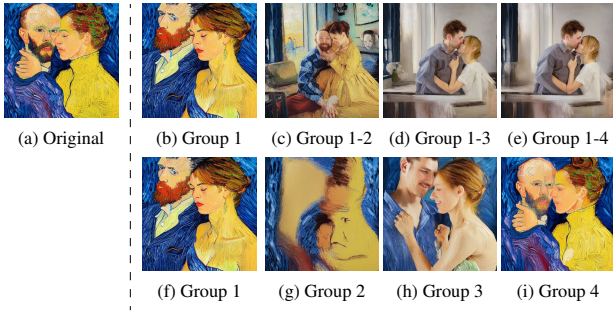 (a) Original
(b) Group 1
(c) Group 1-2
(d) Group 1-3
(e) Group 1-4
(f) Group 1
(g) Group 2
(h) Group 3
(i) Group 4